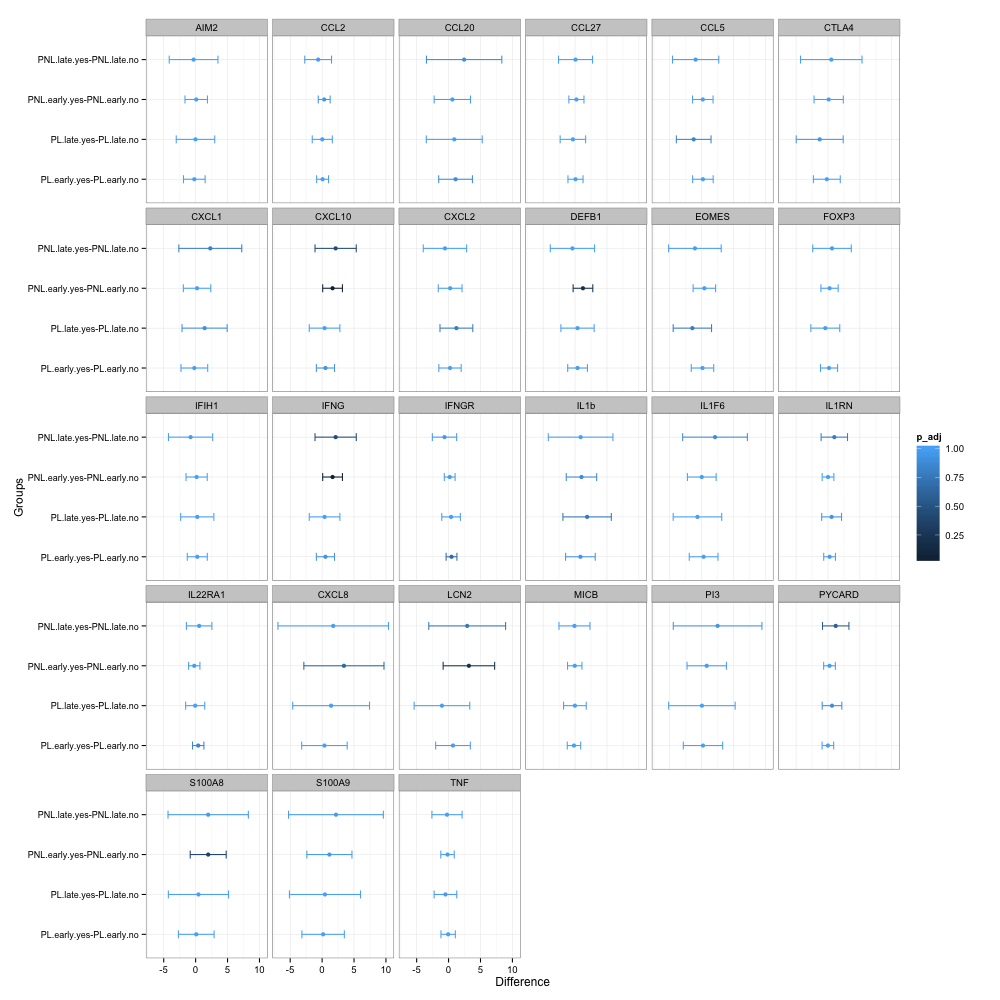 AIM2 CCL2 CCL20 CCL27 CCL5 CTLA4
PNL.late.yes-PNL.late.no
PNL.early.yes-PNL.early.no
PL.late.yes-PL.late.no
PL.early.yes-PL.early.no
CXCL1 CXCL10 CXCL2 DEFB1 EOMES FOXP3
PNL.late.yes-PNL.late.no
PNL.early.yes-PNL.early.no
PL.late.yes-PL.late.no
PL.early.yes-PL.early.no
IFIH1 IFNG IFNGR IL1b IL1F6 IL1RN
PNL.late.yes-PNL.late.no
PNL.early.yes-PNL.early.no
PL.late.yes-PL.late.no
PL.early.yes-PL.early.no
Groups
p_adj
1.00
0.75
0.50
0.25
IL22RA1 CXCL8 LCN2 MICB PI3 PYCARD
PNL.late.yes-PNL.late.no
PNL.early.yes-PNL.early.no
PL.late.yes-PL.late.no
PL.early.yes-PL.early.no
S100A8 S100A9 TNF
PNL.late.yes-PNL.late.no
PNL.early.yes-PNL.early.no
PL.late.yes-PL.late.no
PL.early.yes-PL.early.no
-5 0 5 10 -5 0 5 10 -5 0 5 10
Difference